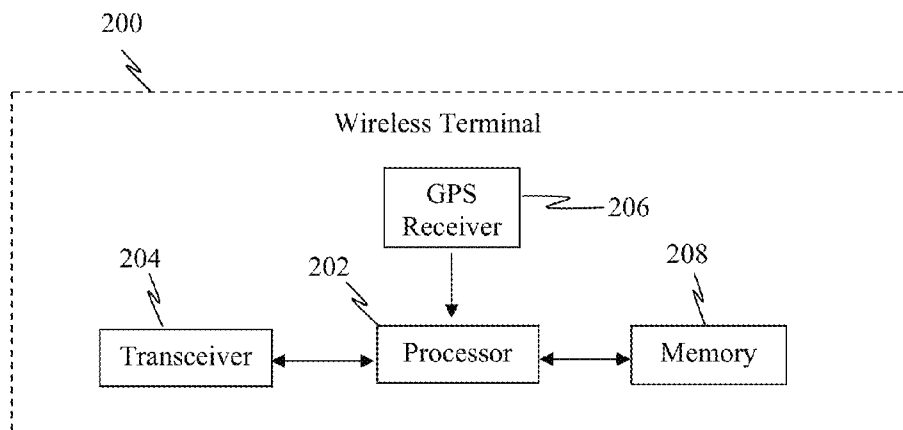 200
Wireless Terminal
GPS
Receiver
206
204
202
208
Transceiver
Processor
Memory